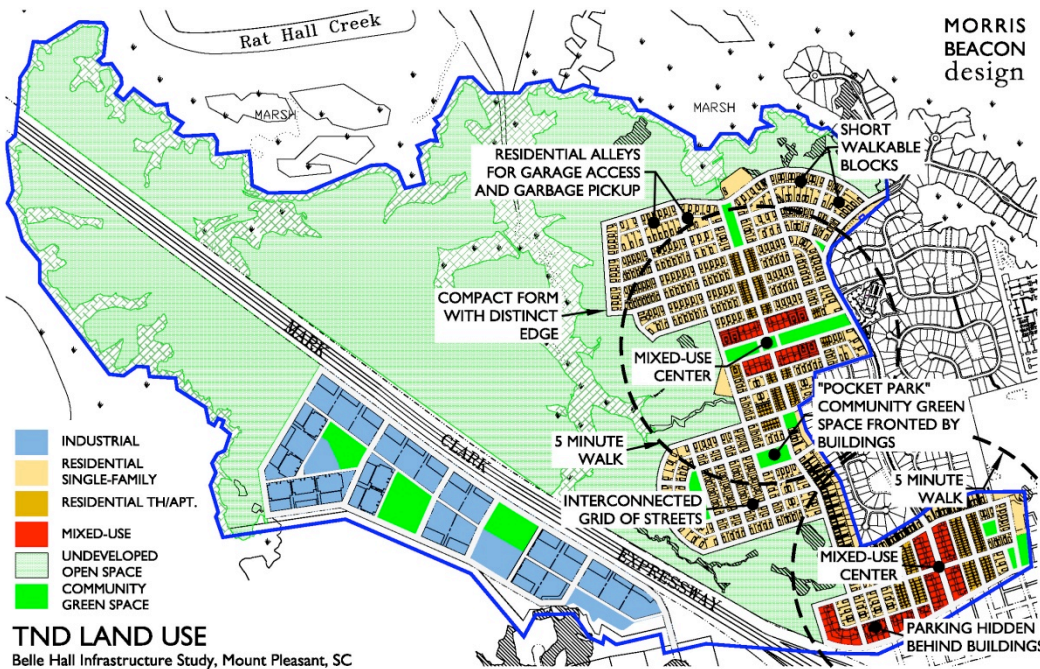 Rat Hall Creek
MORRIS
BEACON
design
MARSH
MARSH
SHORT
WALKABLE
BLOCKS
RESIDENTIAL ALLEYS
FOR GARAGE ACCESS
AND GARBAGE PICKUP
COMPACT FORM
WITH DISTINCT
EDGE
MARK
CLARK
EXPRESSWAY
MIXED-USE
CENTER
"POCKET PARK"
COMMUNITY GREEN
SPACE FRONTED BY
BUILDINGS
5 MINUTE
WALK
5 MINUTE
WALK
INTERCONNECTED
GRID OF STREETS
MIXED-USE
CENTER
PARKING HIDDEN
BEHIND BUILDINGS
INDUSTRIAL
RESIDENTIAL
SINGLE-FAMILY
RESIDENTIAL TH/APT.
MIXED-USE
UNDEVELOPED
OPEN SPACE
COMMUNITY
GREEN SPACE
TND LAND USE
Belle Hall Infrastructure Study, Mount Pleasant, SC